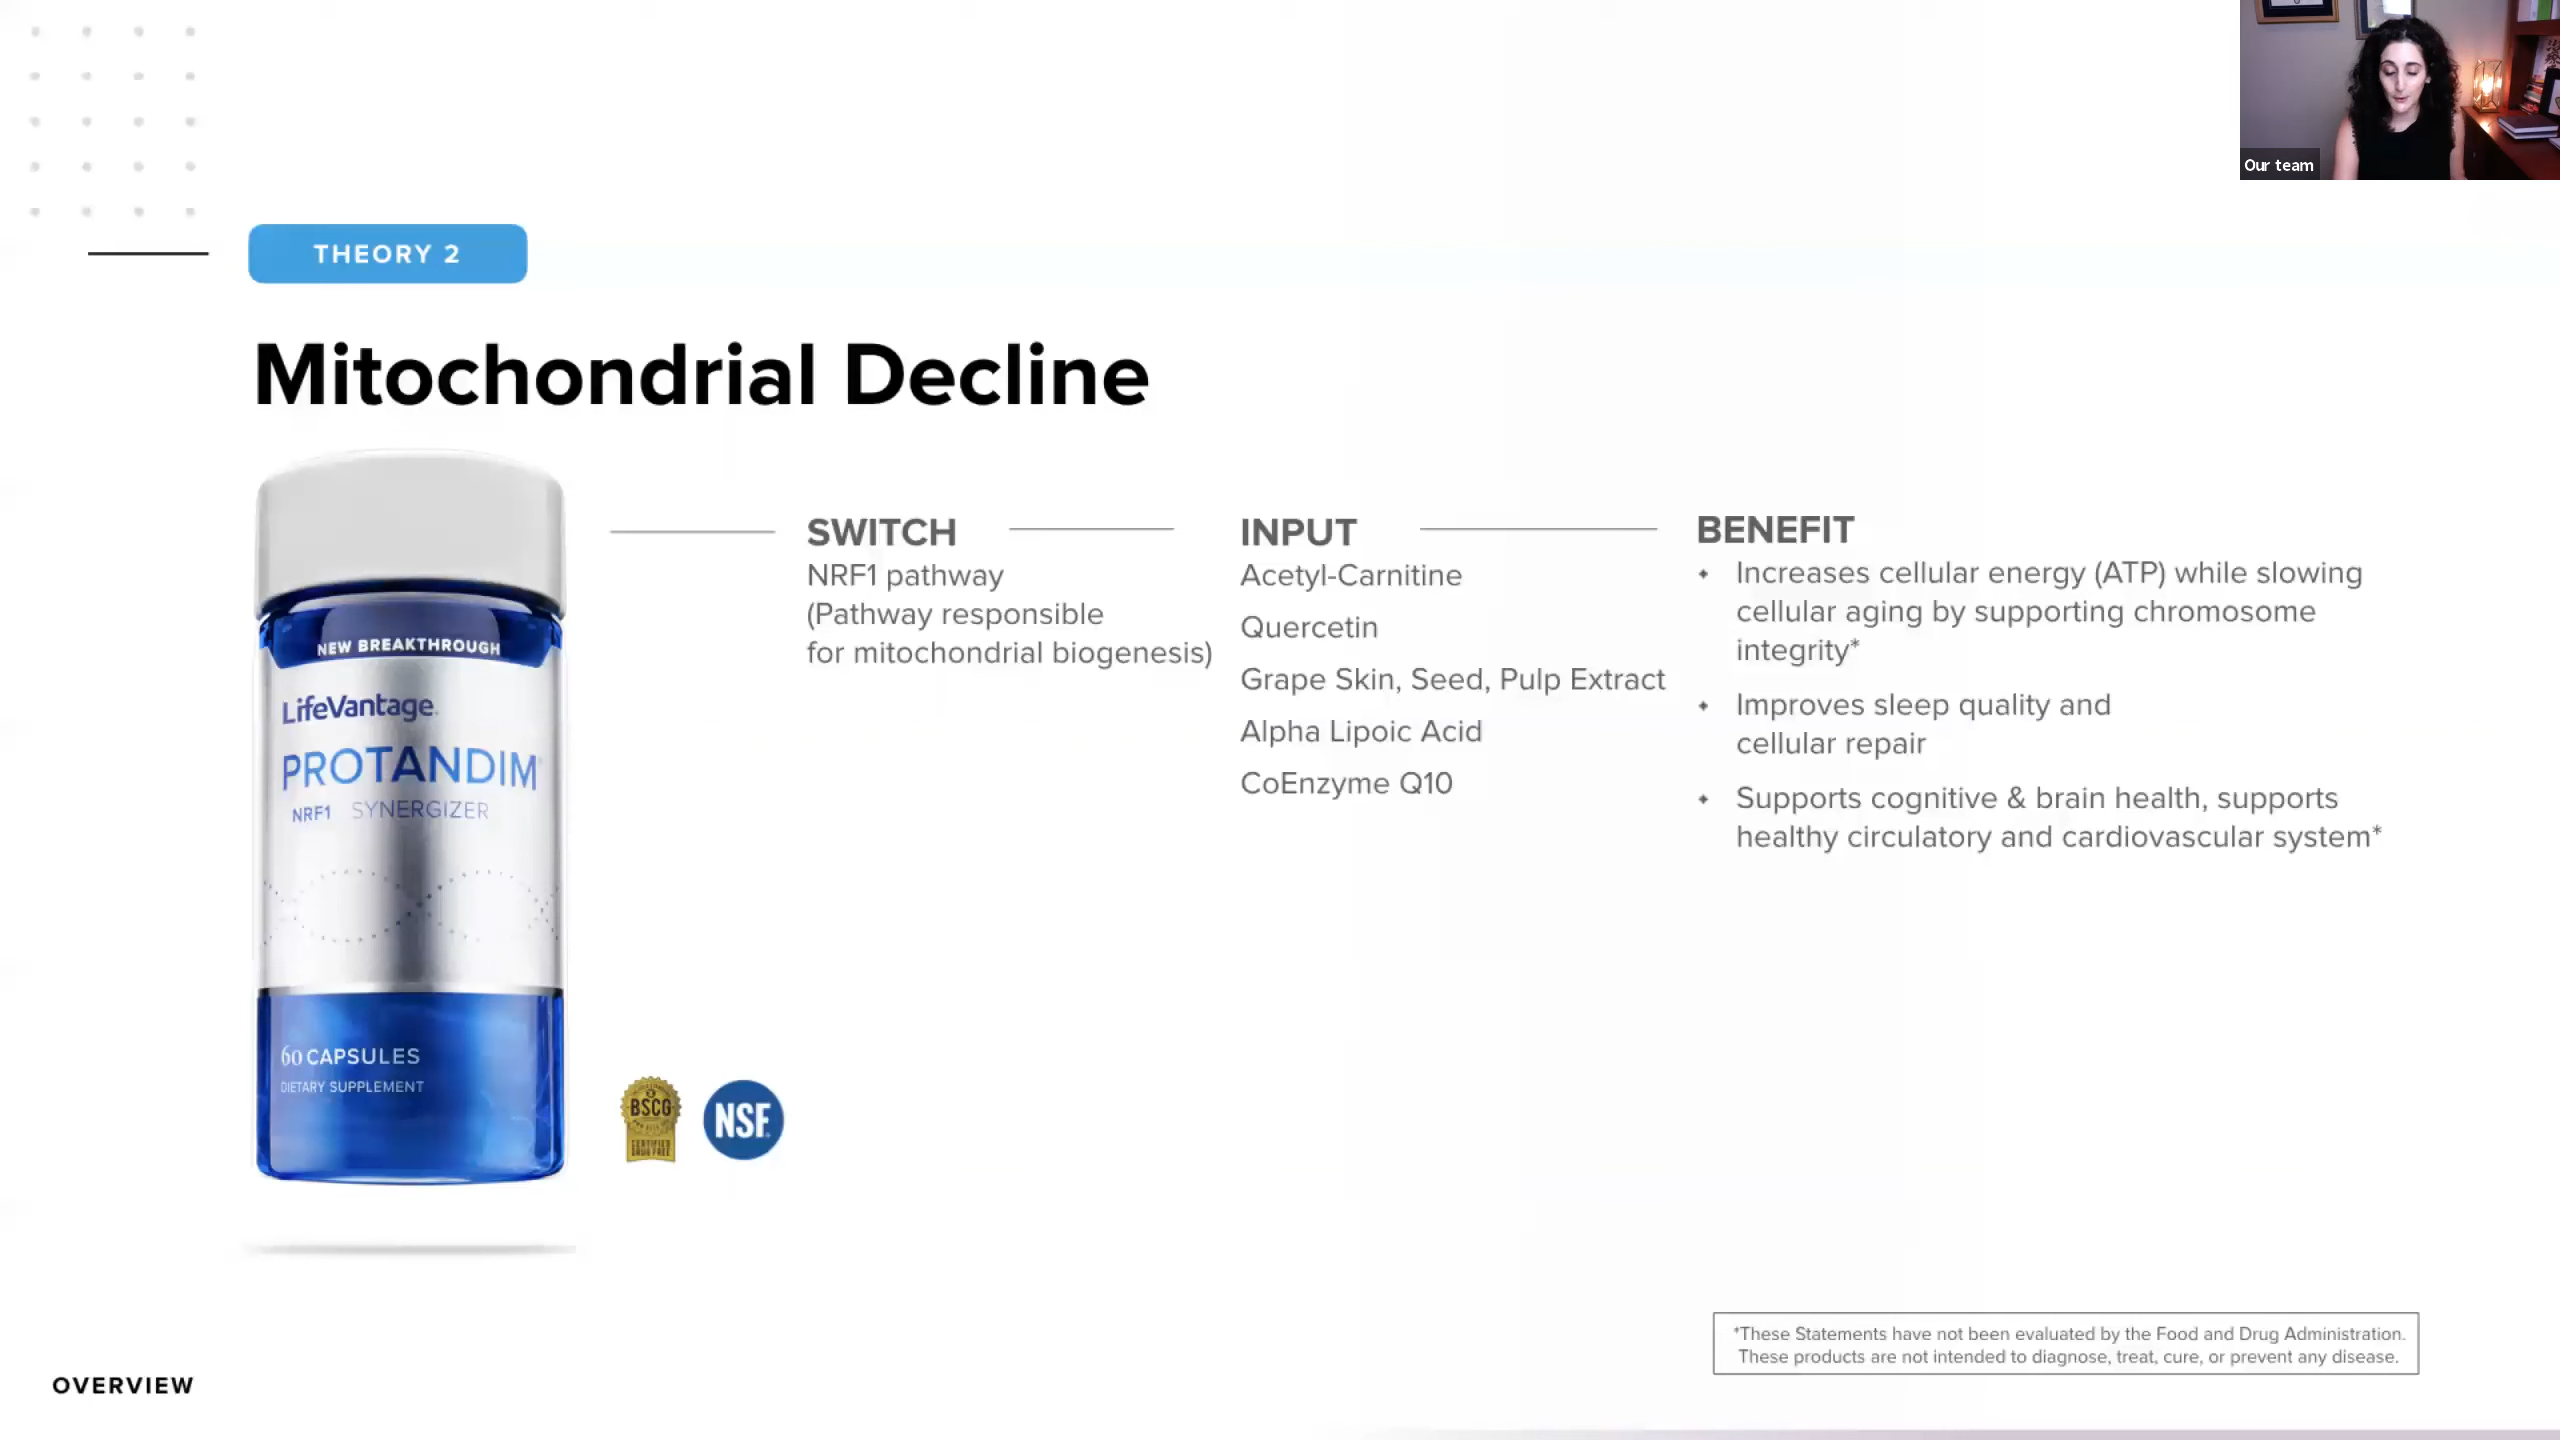 Our team
THEORY 2
Mitochondrial Decline
NEW BREAKTHROUGH
LifeVantage
PROTANDIM
NRF1 SYNERGIZER
60 CAPSULES
DIETARY SUPPLEMENT
BSCG
CERTIFIED
DRUG FREE
NSF
SWITCH
NRF1 pathway
(Pathway responsible
for mitochondrial biogenesis)
INPUT
Acetyl-Carnitine
Quercetin
Grape Skin, Seed, Pulp Extract
Alpha Lipoic Acid
CoEnzyme Q10
BENEFIT
• Increases cellular energy (ATP) while slowing
cellular aging by supporting chromosome
integrity*
• Improves sleep quality and
cellular repair
• Supports cognitive & brain health, supports
healthy circulatory and cardiovascular system*
*These Statements have not been evaluated by the Food and Drug Administration.
These products are not intended to diagnose, treat, cure, or prevent any disease.
OVERVIEW